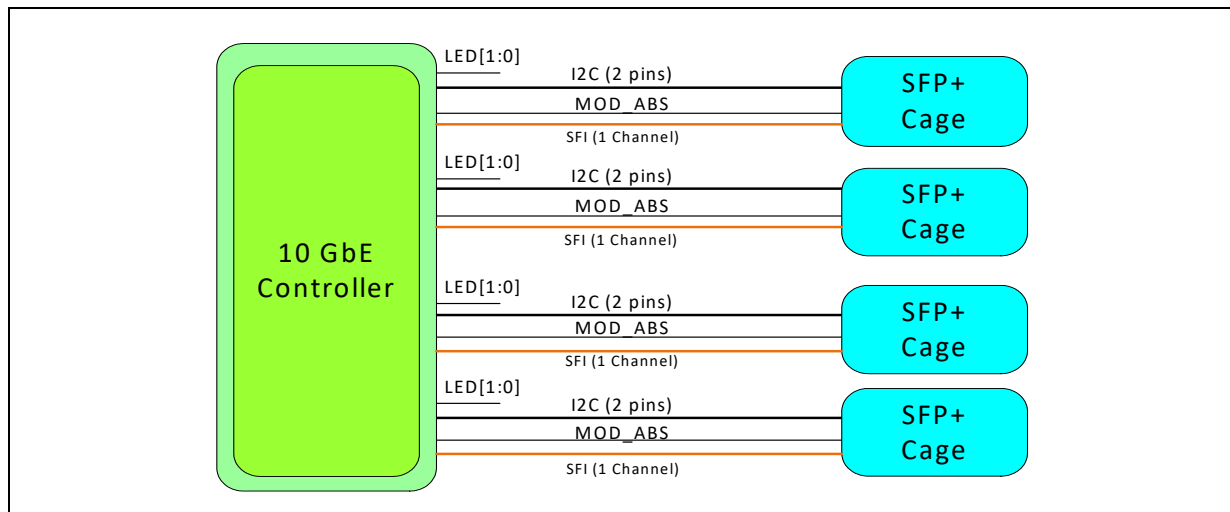 LED[1:0]
I2C (2 pins)
MOD_ABS
SFI (1 Channel)
SFP+
Cage
LED[1:0]
I2C (2 pins)
MOD_ABS
SFI (1 Channel)
SFP+
Cage
10 GbE
Controller
LED[1:0]
I2C (2 pins)
MOD_ABS
SFI (1 Channel)
SFP+
Cage
LED[1:0]
I2C (2 pins)
MOD_ABS
SFI (1 Channel)
SFP+
Cage